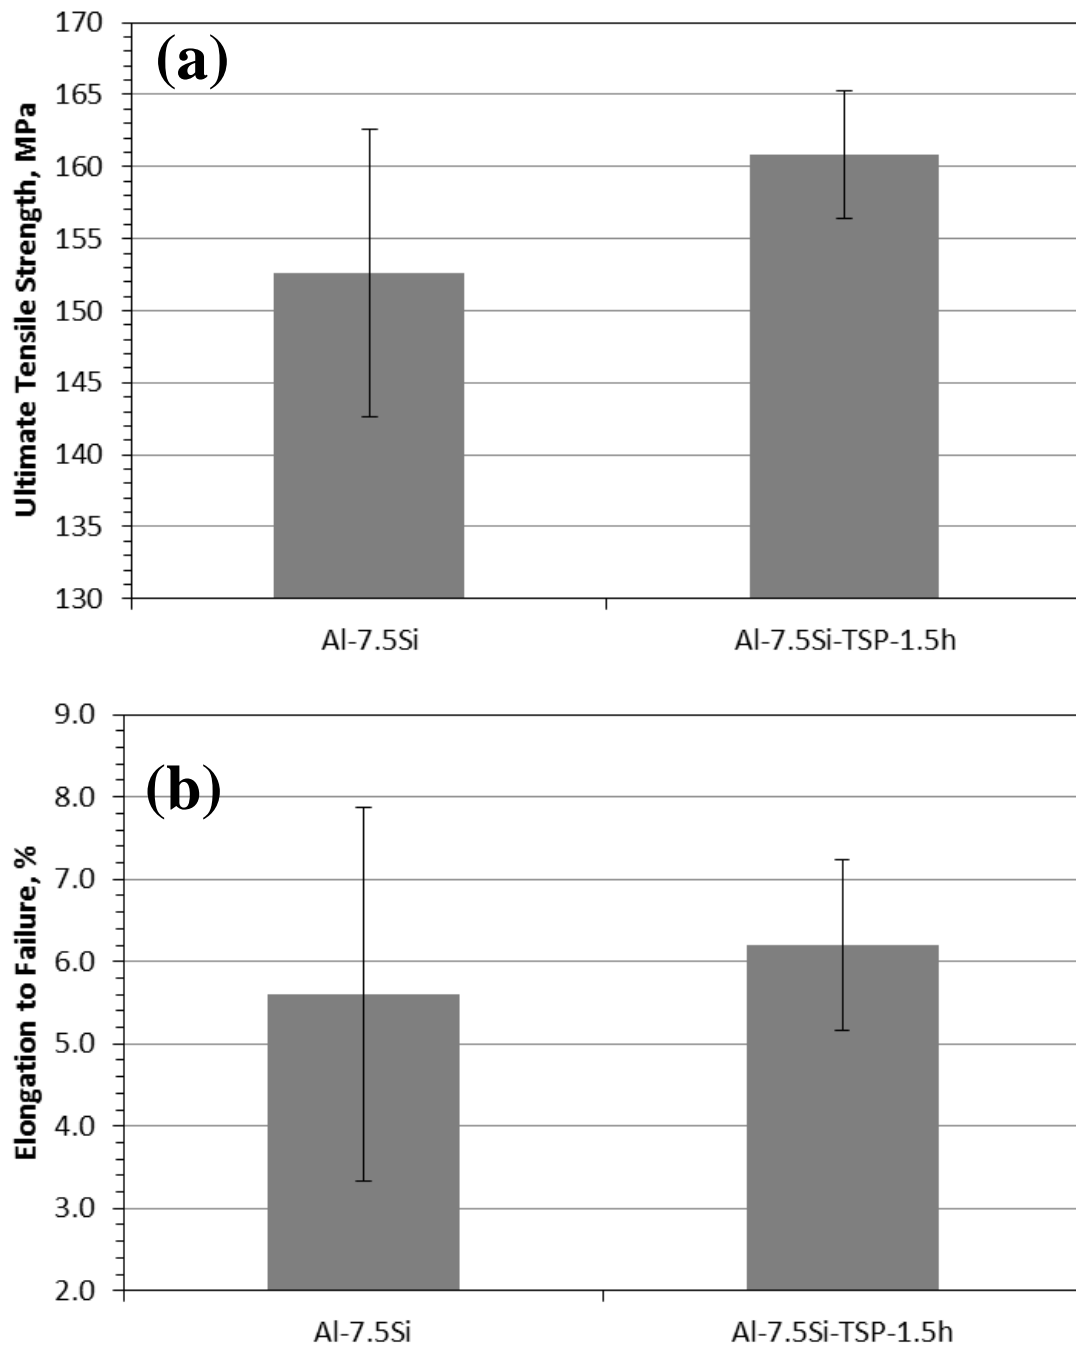 (a)
Ultimate Tensile Strength, MPa
170
165
160
155
150
145
140
135
130
Al-7.5Si
Al-7.5Si-TSP-1.5h
(b)
Elongation to Failure, %
9.0
8.0
7.0
6.0
5.0
4.0
3.0
2.0
Al-7.5Si
Al-7.5Si-TSP-1.5h